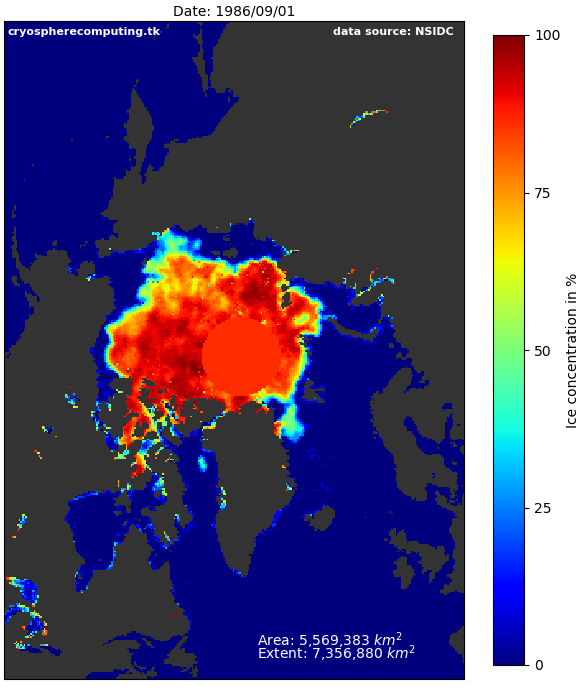 Date: 1986/09/01
cryospherecomputing.tk data source: NSIDC
100
75
50
25
0
Ice concentration in %
Area: 5,569,383 km²
Extent: 7,356,880 km²